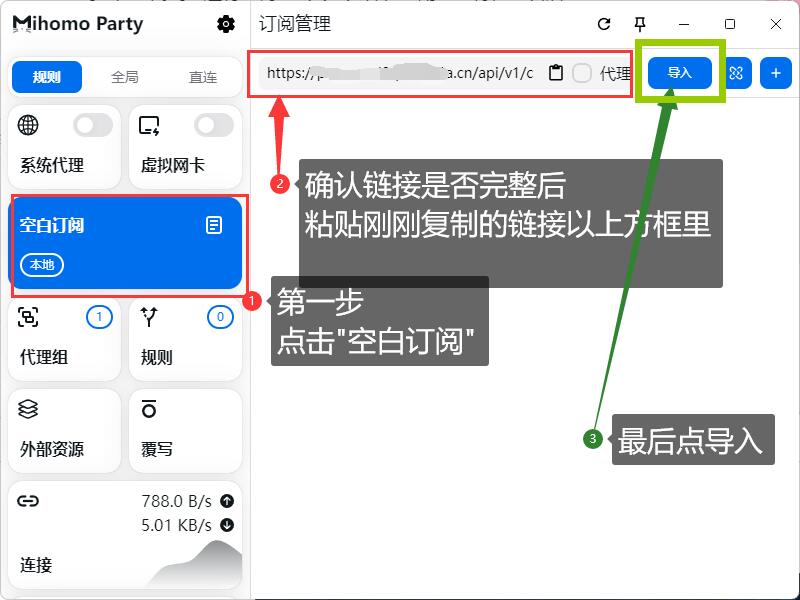 Mihomo Party
订阅管理
规则
全局
直连
https://p
a.cn/api/v1/c
代理
导入
系统代理
虚拟网卡
2
确认链接是否完整后
粘贴刚刚复制的链接以上方框里
空白订阅
本地
1
第一步
点击"空白订阅"
1
0
代理组
规则
外部资源
覆写
3
最后点导入
788.0 B/s
5.01 KB/s
连接